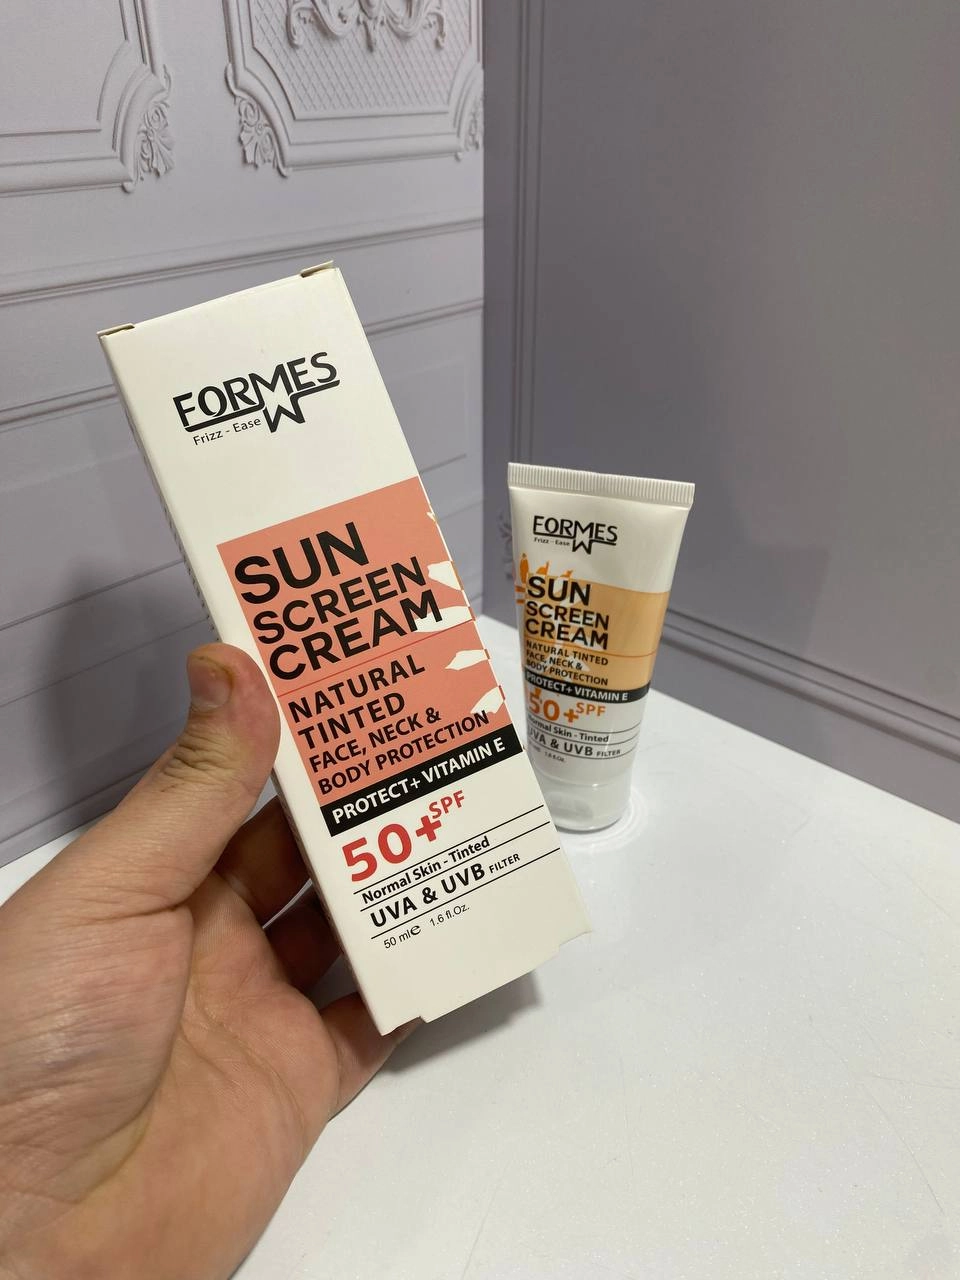 FORMES
Frizz - Ease
SUN
SCREEN
CREAM
NATURAL
TINTED
FACE, NECK &
BODY PROTECTION
PROTECT+ VITAMIN E
50+SPF
Normal Skin - Tinted
UVA & UVB FILTER
50 ml e 1.6 fl.Oz.
FORMES
Frizz - Ease
SUN
SCREEN
CREAM
NATURAL TINTED
FACE, NECK &
BODY PROTECTION
PROTECT+ VITAMIN E
50+SPF
Normal Skin - Tinted
UVA & UVB FILTER